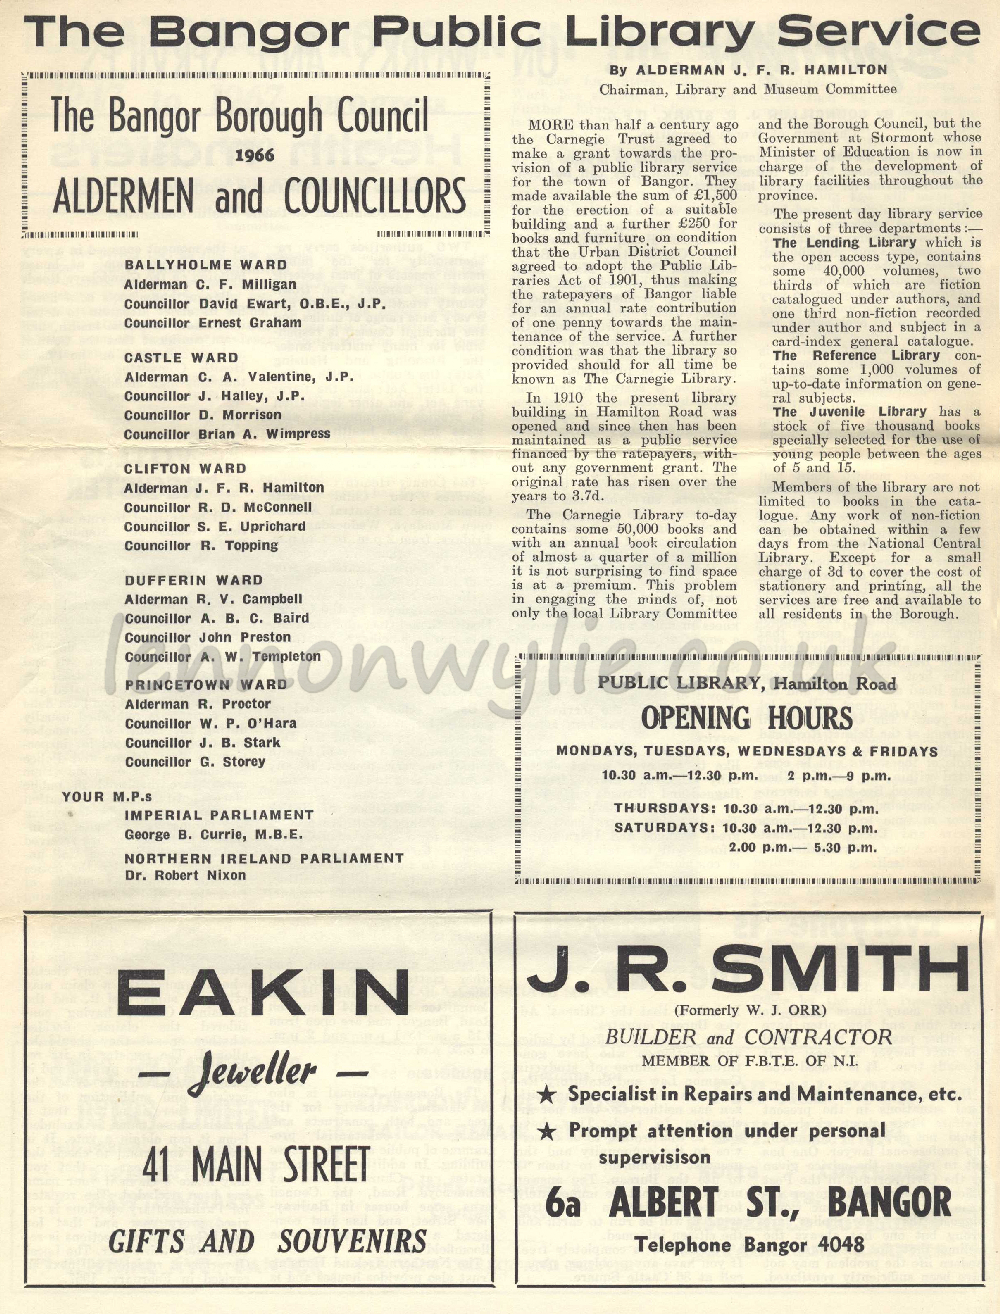 The Bangor Public Library Service
The Bangor Borough Council
1966
ALDERMEN and COUNCILLORS
BALLYHOLME WARD
Alderman C. F. Milligan
Councillor David Ewart, O.B.E., J.P.
Councillor Ernest Graham
CASTLE WARD
Alderman C. A. Valentine, J.P.
Councillor J. Halley, J.P.
Councillor D. Morrison
Councillor Brian A. Wimpress
CLIFTON WARD
Alderman J. F. R. Hamilton
Councillor R. D. McConnell
Councillor S. E. Uprichard
Councillor R. Topping
DUFFERIN WARD
Alderman R. V. Campbell
Councillor A. B. C. Baird
Councillor John Preston
Councillor A. W. Templeton
PRINCETOWN WARD
Alderman R. Proctor
Councillor W. P. O'Hara
Councillor J. B. Stark
Councillor G. Storey
YOUR M.P.s
IMPERIAL PARLIAMENT
George B. Currie, M.B.E.
NORTHERN IRELAND PARLIAMENT
Dr. Robert Nixon
By ALDERMAN J. F. R. HAMILTON
Chairman, Library and Museum Committee
MORE than half a century ago
the Carnegie Trust agreed to
make a grant towards the pro-
vision of a public library service
for the town of Bangor. They
made available the sum of £1,500
for the erection of a suitable
building and a further £250 for
books and furniture, on condition
that the Urban District Council
agreed to adopt the Public Lib-
raries Act of 1901, thus making
the ratepayers of Bangor liable
for an annual rate contribution
of one penny towards the main-
tenance of the service. A further
condition was that the library so
provided should for all time be
known as The Carnegie Library.
In 1910 the present library
building in Hamilton Road was
opened and since then has been
maintained as a public service
financed by the ratepayers, with-
out any government grant. The
original rate has risen over the
years to 3.7d.
The Carnegie Library to-day
contains some 50,000 books and
with an annual book circulation
of almost a quarter of a million
it is not surprising to find space
is at a premium. This problem
in engaging the minds of, not
only the local Library Committee
and the Borough Council, but the
Government at Stormont whose
Minister of Education is now in
charge of the development of
library facilities throughout the
province.
The present day library service
consists of three departments :—
The Lending Library which is
the open access type, contains
some 40,000 volumes, two
thirds of which are fiction
catalogued under authors, and
one third non-fiction recorded
under author and subject in a
card-index general catalogue.
The Reference Library con-
tains some 1,000 volumes of
up-to-date information on gene-
ral subjects.
The Juvenile Library has a
stock of five thousand books
specially selected for the use of
young people between the ages
of 5 and 15.
Members of the library are not
limited to books in the cata-
logue. Any work of non-fiction
can be obtained within a few
days from the National Central
Library. Except for a small
charge of 3d to cover the cost of
stationery and printing, all the
services are free and available to
all residents in the Borough.
lennonwylie.co.uk
PUBLIC LIBRARY, Hamilton Road
OPENING HOURS
MONDAYS, TUESDAYS, WEDNESDAYS & FRIDAYS
10.30 a.m.—12.30 p.m. 2 p.m.—9 p.m.
THURSDAYS: 10.30 a.m.—12.30 p.m.
SATURDAYS: 10.30 a.m.—12.30 p.m.
2.00 p.m.— 5.30 p.m.
EAKIN
— Jeweller —
41 MAIN STREET
GIFTS AND SOUVENIRS
J. R. SMITH
(Formerly W. J. ORR)
BUILDER and CONTRACTOR
MEMBER OF F.B.T.E. OF N.I.
★ Specialist in Repairs and Maintenance, etc.
★ Prompt attention under personal
supervisison
6a ALBERT ST., BANGOR
Telephone Bangor 4048